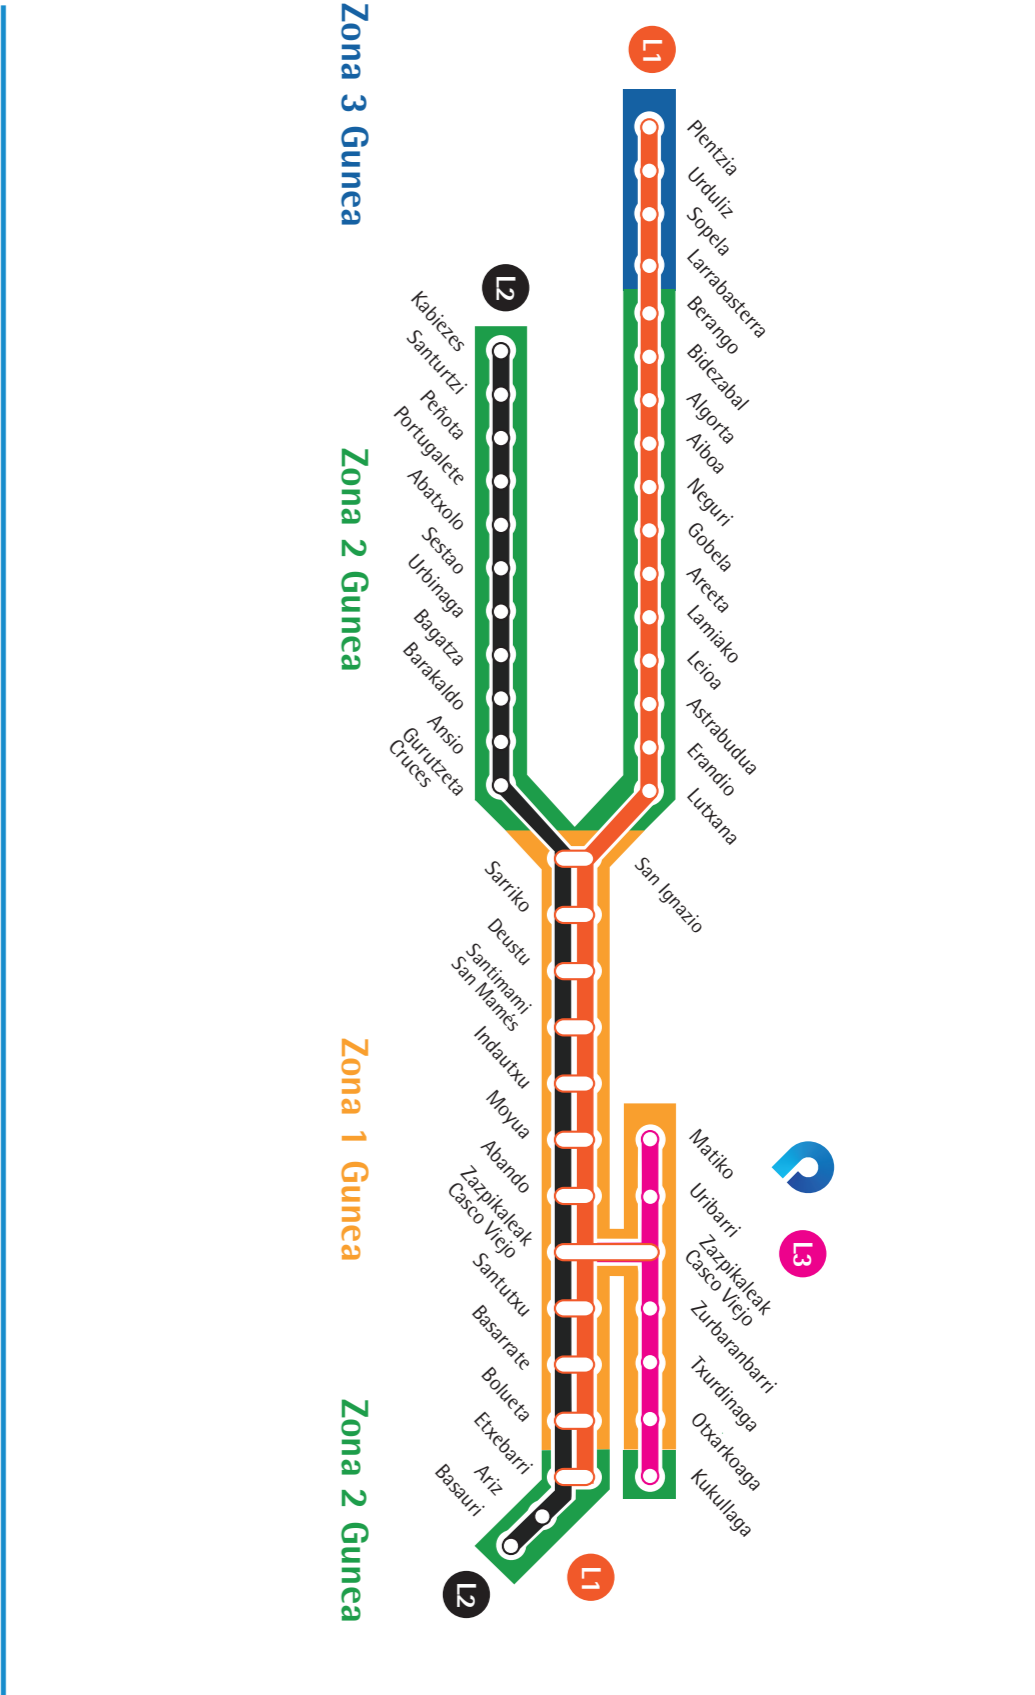 L1
Plentzia
Urduliz
Sopela
Larrabasterra
Berango
Bidezabal
Algorta
Aiboa
Neguri
Gobela
Areeta
Lamiako
Leioa
Astrabudua
Erandio
Lutxana
San Ignazio
Matiko
Uribarri
Zazpikaleak
Casco Viejo
Zurbaranbarri
Txurdinaga
Otxarkoaga
Kukullaga
L3
L1
L2
Kabiezes
Santurtzi
Peñota
Portugalete
Abatxolo
Sestao
Urbinaga
Bagatza
Barakaldo
Ansio
Gurutzeta
Cruces
Sarriko
Deustu
Santimami
San Mamés
Indautxu
Moyua
Abando
Zazpikaleak
Casco Viejo
Santutxu
Basarrate
Bolueta
Etxebarri
Ariz
Basauri
L2
Zona 3 Gunea
Zona 2 Gunea
Zona 1 Gunea
Zona 2 Gunea